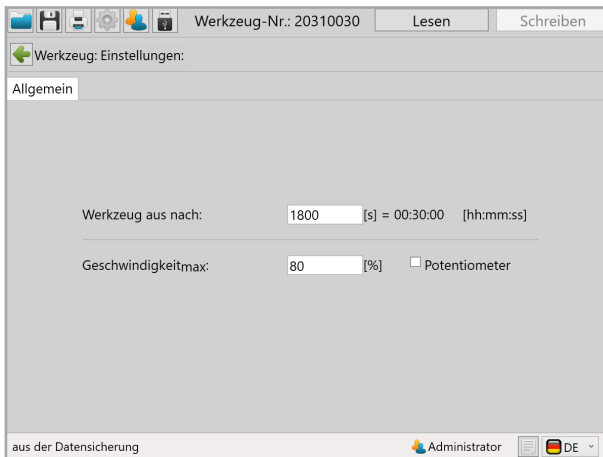 Werkzeug-Nr.: 20310030 Lesen Schreiben
Werkzeug: Einstellungen:
Allgemein
Werkzeug aus nach: 1800 [s] = 00:30:00 [hh:mm:ss]
Geschwindigkeitmax: 80 [%] Potentiometer
aus der Datensicherung Administrator DE